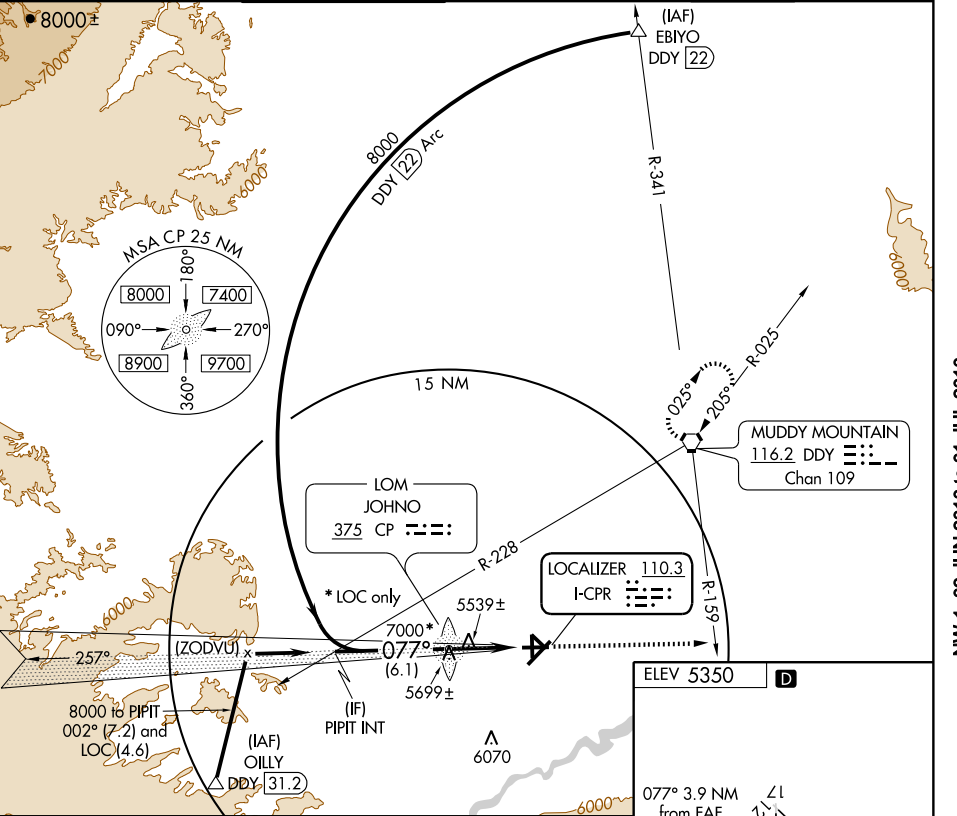 8000±
7000
(IAF)
EBIYO
DDY 22
8000
DDY 22 Arc
6000
R-341
6000
MSA CP 25 NM
180°
8000 7400
090° 270°
8900 9700
360°
15 NM
025°
205°
R-025
MUDDY MOUNTAIN
116.2 DDY
Chan 109
LOM
JOHNO
375 CP
R-228
LOCALIZER 110.3
I-CPR
R-159
* LOC only
5539±
6000
7000*
077°
(6.1)
5699±
(ZODVU) x
257°
8000 to PIPIT
002° (7.2) and
LOC (4.6)
(IF)
PIPIT INT
(IAF)
OILLY
DDY 31.2
6070
6000
ELEV 5350 D
077° 3.9 NM
from FAF
17
12